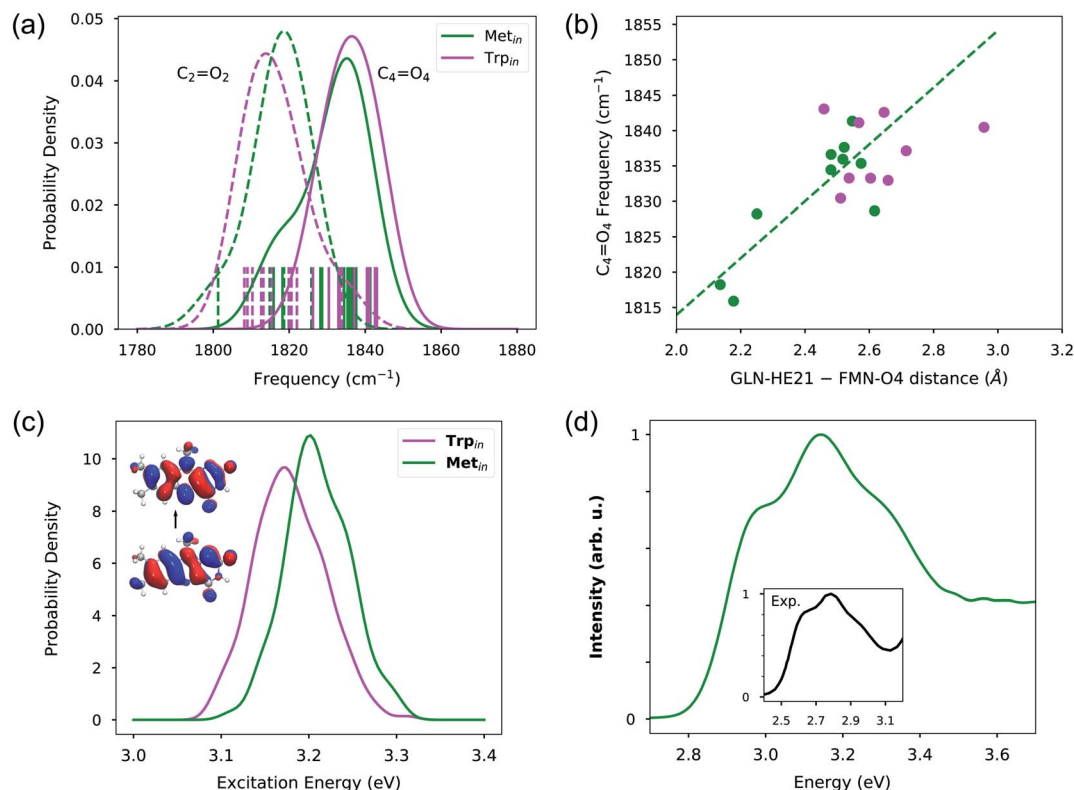 (a)
0.05
0.04
0.03
0.02
0.01
0.00
Probability Density
C₂=O₂
C₄=O₄
Met_in
Trp_in
1780 1800 1820 1840 1860 1880
Frequency (cm⁻¹)
(b)
1855
1850
1845
1840
1835
1830
1825
1820
1815
C₄=O₄ Frequency (cm⁻¹)
2.0 2.2 2.4 2.6 2.8 3.0 3.2
GLN-HE21 − FMN-O4 distance (Å)
(c)
10
8
6
4
2
0
Probability Density
Trp_in
Met_in
3.0 3.1 3.2 3.3 3.4
Excitation Energy (eV)
(d)
1
0
Intensity (arb. u.)
Exp.
1
0
2.5 2.7 2.9 3.1
2.8 3.0 3.2 3.4 3.6
Energy (eV)